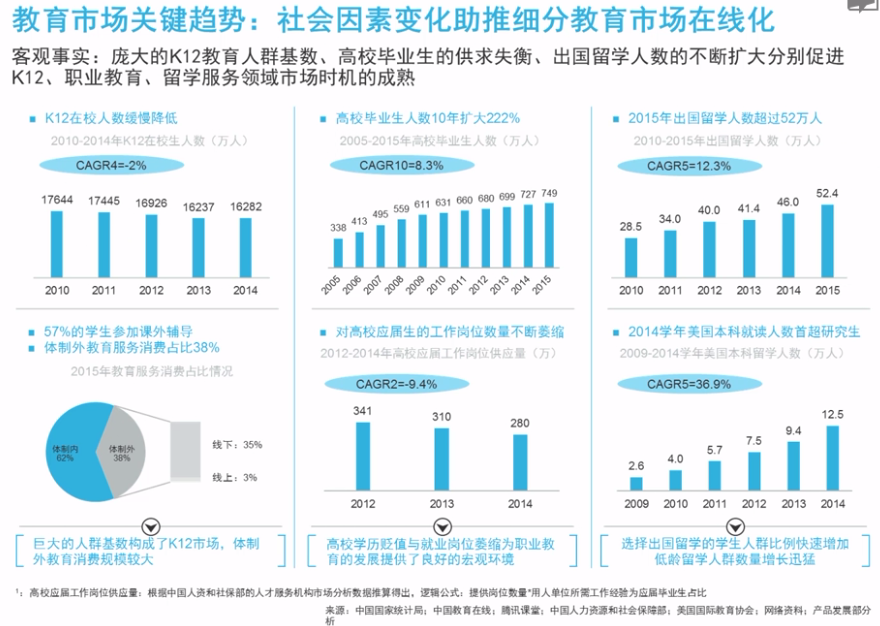 教育市场关键趋势：社会因素变化助推细分教育市场在线化
客观事实：庞大的K12教育人群基数、高校毕业生的供求失衡、出国留学人数的不断扩大分别促进
K12、职业教育、留学服务领域市场时机的成熟
K12在校人数缓慢降低
2010-2014年K12在校生人数（万人）
CAGR4=-2%
17644 17445 16926 16237 16282
2010 2011 2012 2013 2014
高校毕业生人数10年扩大222%
2005-2015年高校毕业生人数（万人）
CAGR10=8.3%
338 413 495 559 611 631 660 680 699 727 749
2005 2006 2007 2008 2009 2010 2011 2012 2013 2014 2015
2015年出国留学人数超过52万人
2010-2015年出国留学人数（万人）
CAGR5=12.3%
28.5 34.0 40.0 41.4 46.0 52.4
2010 2011 2012 2013 2014 2015
57%的学生参加课外辅导
体制外教育服务消费占比38%
2015年教育服务消费占比情况
体制内
62%
体制外
38%
线下：35%
线上：3%
对高校应届生的工作岗位数量不断萎缩
2012-2014年高校应届工作岗位供应量（万）
CAGR2=-9.4%
341 310 280
2012 2013 2014
2014学年美国本科就读人数首超研究生
2009-2014学年美国本科留学人数（万人）
CAGR5=36.9%
2.6 4.0 5.7 7.5 9.4 12.5
2009 2010 2011 2012 2013 2014
巨大的人群基数构成了K12市场，体制
外教育消费规模较大
高校学历贬值与就业岗位萎缩为职业教
育的发展提供了良好的宏观环境
选择出国留学的学生人群比例快速增加
低龄留学人群数量增长迅猛
1：高校应届工作岗位供应量：根据中国人资和社保部的人才服务机构市场分析数据推算得出，逻辑公式：提供岗位数量*用人单位所需工作经验为应届毕业生占比
来源：中国国家统计局；中国教育在线；腾讯课堂；中国人力资源和社会保障部；美国国际教育协会；网络资料；产品发展部分
析